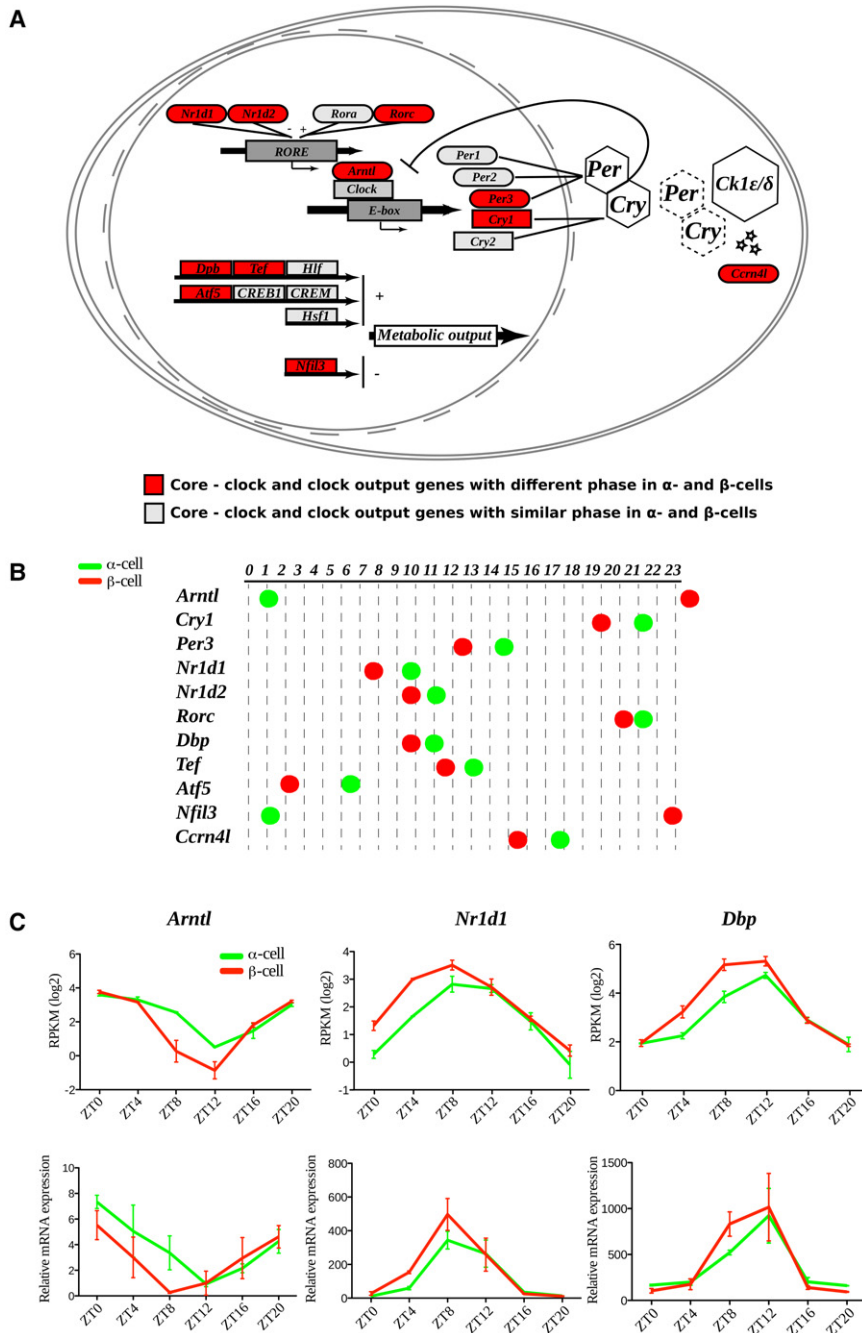 A
Nr1d1 Nr1d2 Rora Rorc
- +
RORE
Arntl
Clock
E-box
Per1
Per2
Per3
Cry1
Cry2
Per
Cry
Per
Cry
Ck1ε/δ
Ccrn4l
Dpb Tef Hlf
Atf5 CREB1 CREM
+
Hsf1
Metabolic output
Nfil3
-
Core - clock and clock output genes with different phase in α- and β-cells
Core - clock and clock output genes with similar phase in α- and β-cells
B
α-cell
β-cell
0 1 2 3 4 5 6 7 8 9 10 11 12 13 14 15 16 17 18 19 20 21 22 23
Arntl
Cry1
Per3
Nr1d1
Nr1d2
Rorc
Dbp
Tef
Atf5
Nfil3
Ccrn4l
C
Arntl
RPKM (log2)
6
4
2
0
-2
α-cell
β-cell
ZT0 ZT4 ZT8 ZT12 ZT16 ZT20
Nr1d1
RPKM (log2)
4
3
2
1
0
-1
ZT0 ZT4 ZT8 ZT12 ZT16 ZT20
Dbp
RPKM (log2)
6
4
2
0
ZT0 ZT4 ZT8 ZT12 ZT16 ZT20
Relative mRNA expression
10
8
6
4
2
0
ZT0 ZT4 ZT8 ZT12 ZT16 ZT20
Relative mRNA expression
800
600
400
200
0
ZT0 ZT4 ZT8 ZT12 ZT16 ZT20
Relative mRNA expression
1500
1000
500
0
ZT0 ZT4 ZT8 ZT12 ZT16 ZT20